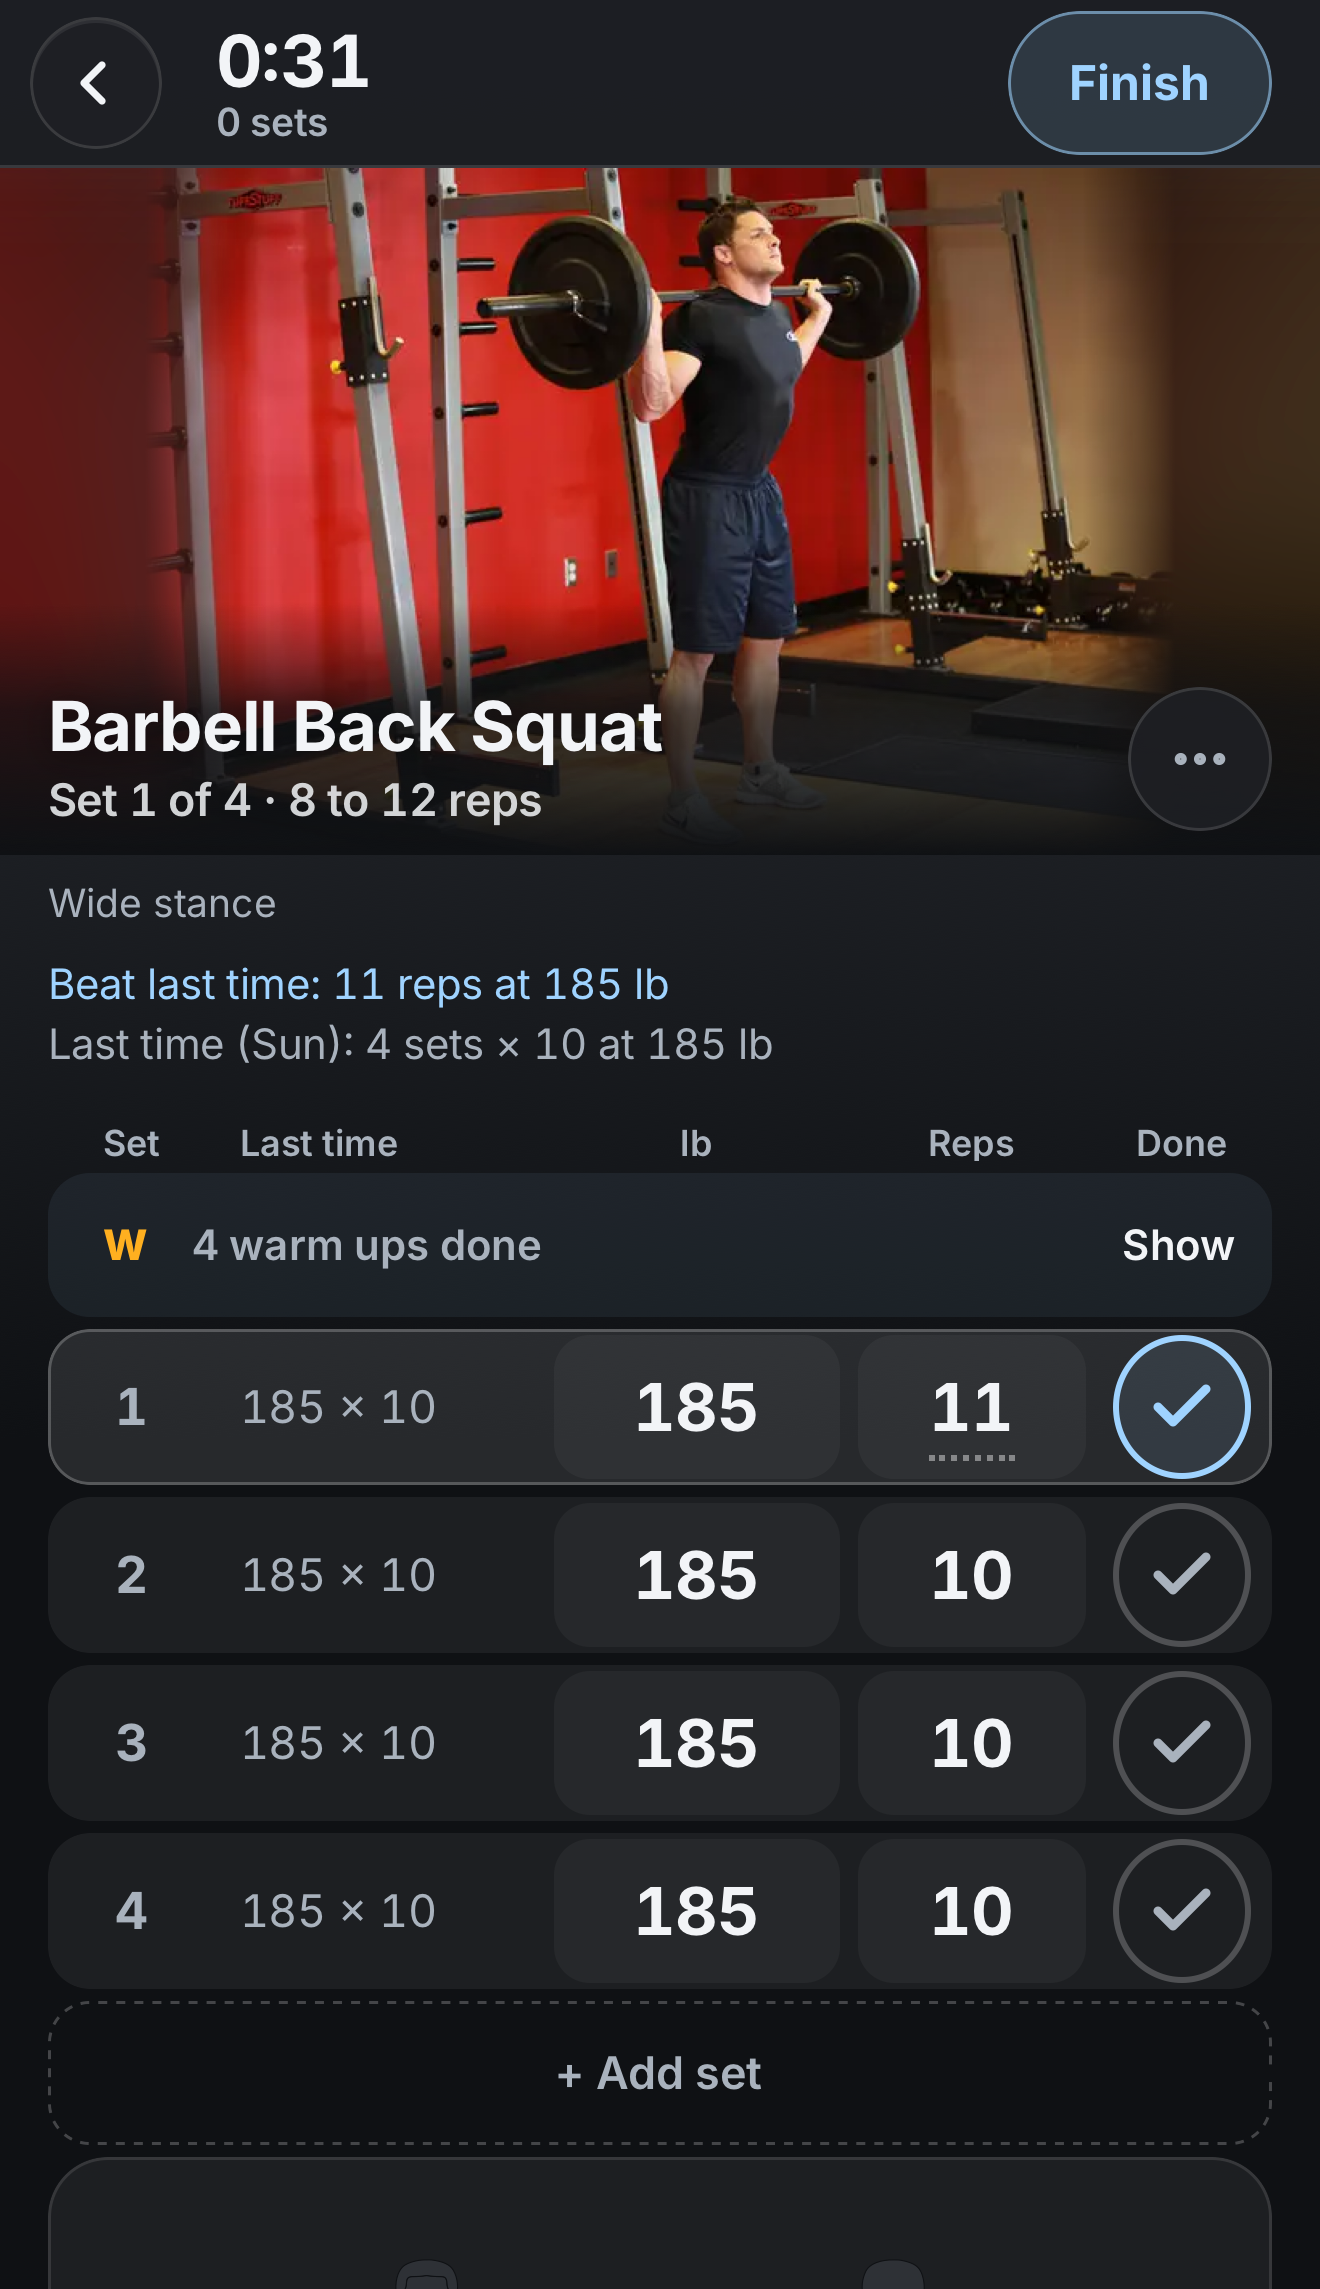 0:31
0 sets
Finish
TUFFSTUFF
Barbell Back Squat
Set 1 of 4 · 8 to 12 reps
Wide stance
Beat last time: 11 reps at 185 lb
Last time (Sun): 4 sets × 10 at 185 lb
Set Last time lb Reps Done
W 4 warm ups done Show
1 185 × 10 185 11
2 185 × 10 185 10
3 185 × 10 185 10
4 185 × 10 185 10
+ Add set